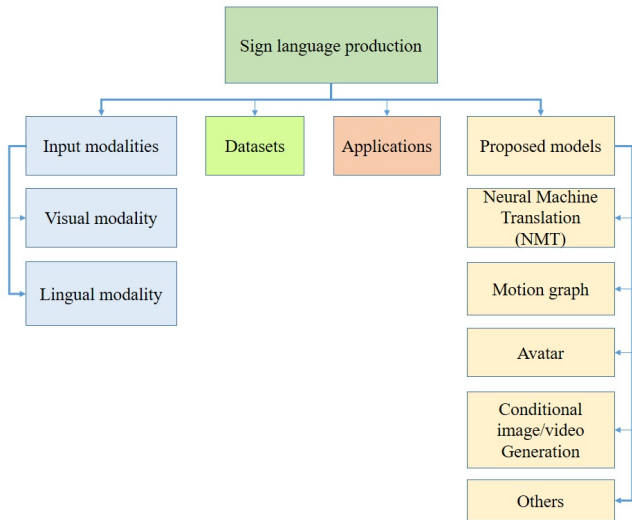 Sign language production
Input modalities
Datasets
Applications
Proposed models
Visual modality
Lingual modality
Neural Machine
Translation
(NMT)
Motion graph
Avatar
Conditional
image/video
Generation
Others